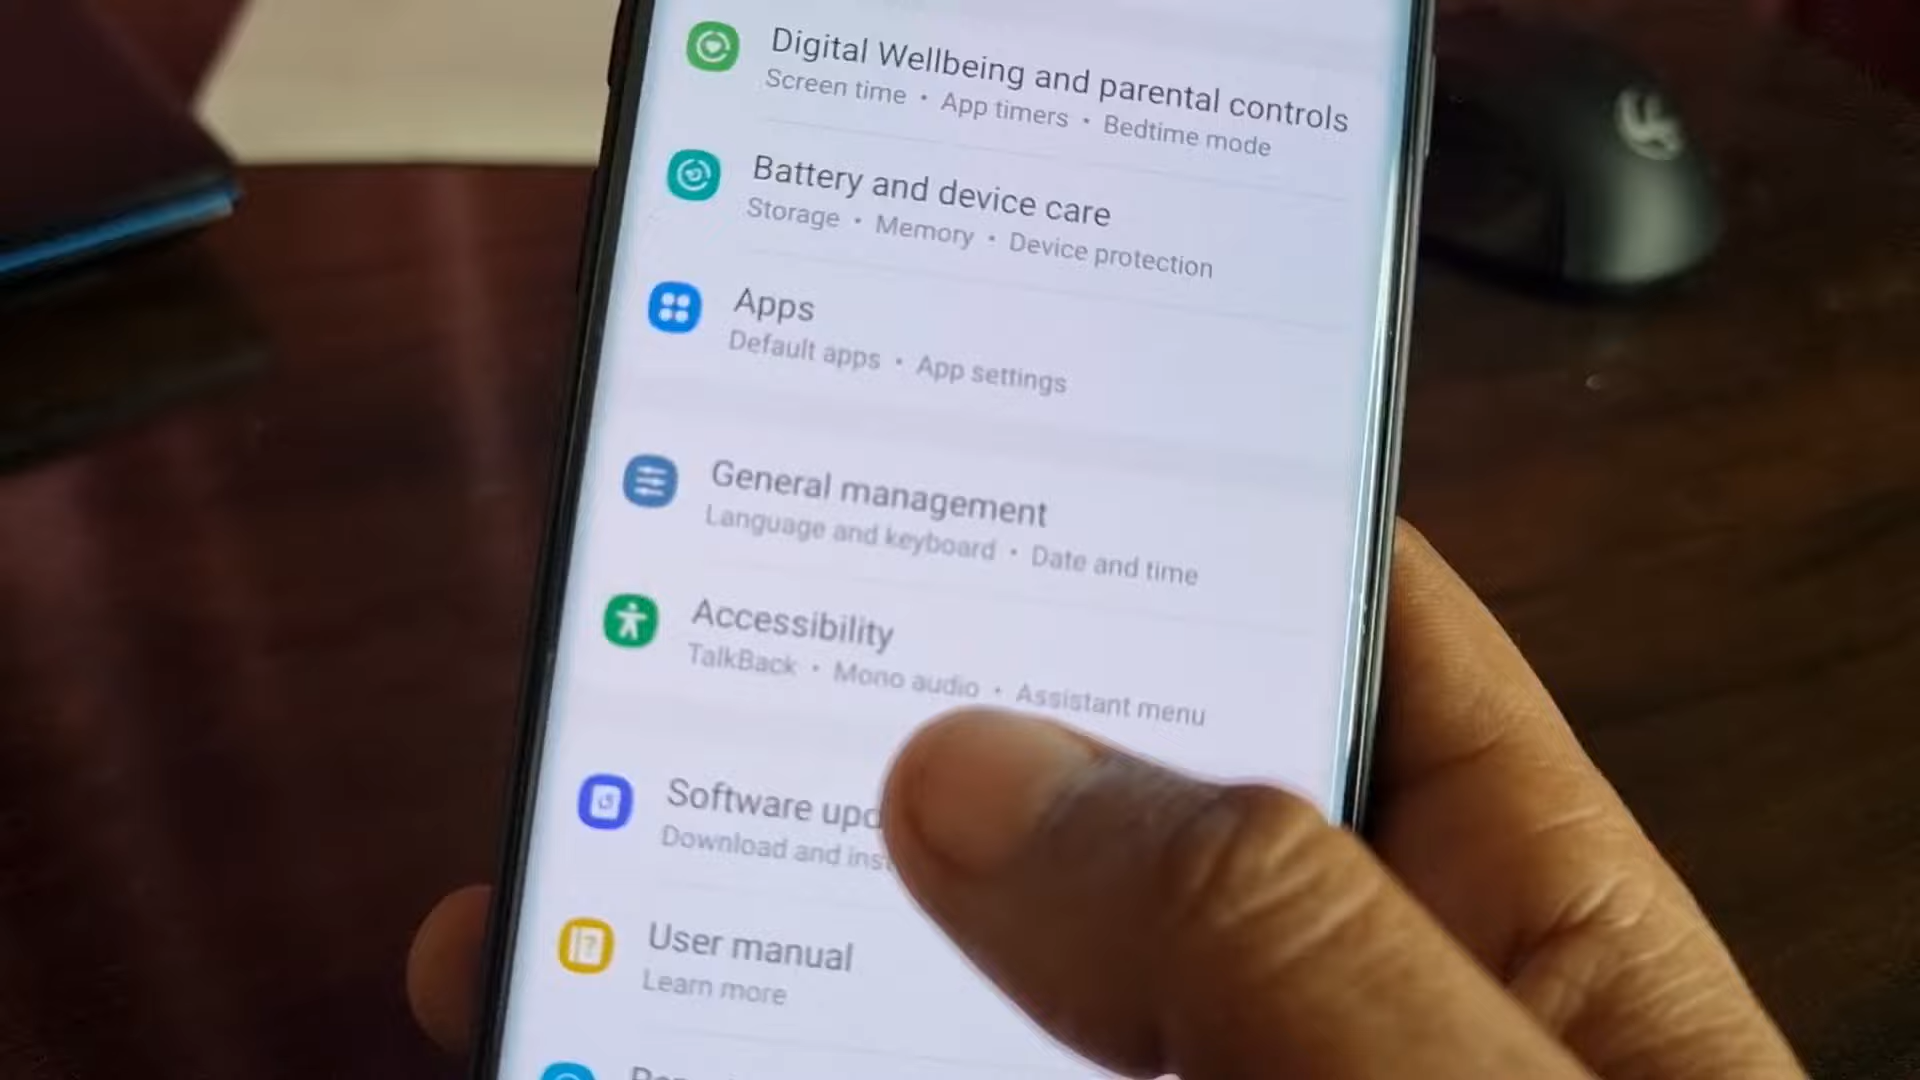 Digital Wellbeing and parental controls
Screen time • App timers • Bedtime mode
Battery and device care
Storage • Memory • Device protection
Apps
Default apps • App settings
General management
Language and keyboard • Date and time
Accessibility
TalkBack • Mono audio • Assistant menu
Software
Download and
User manual
Learn more